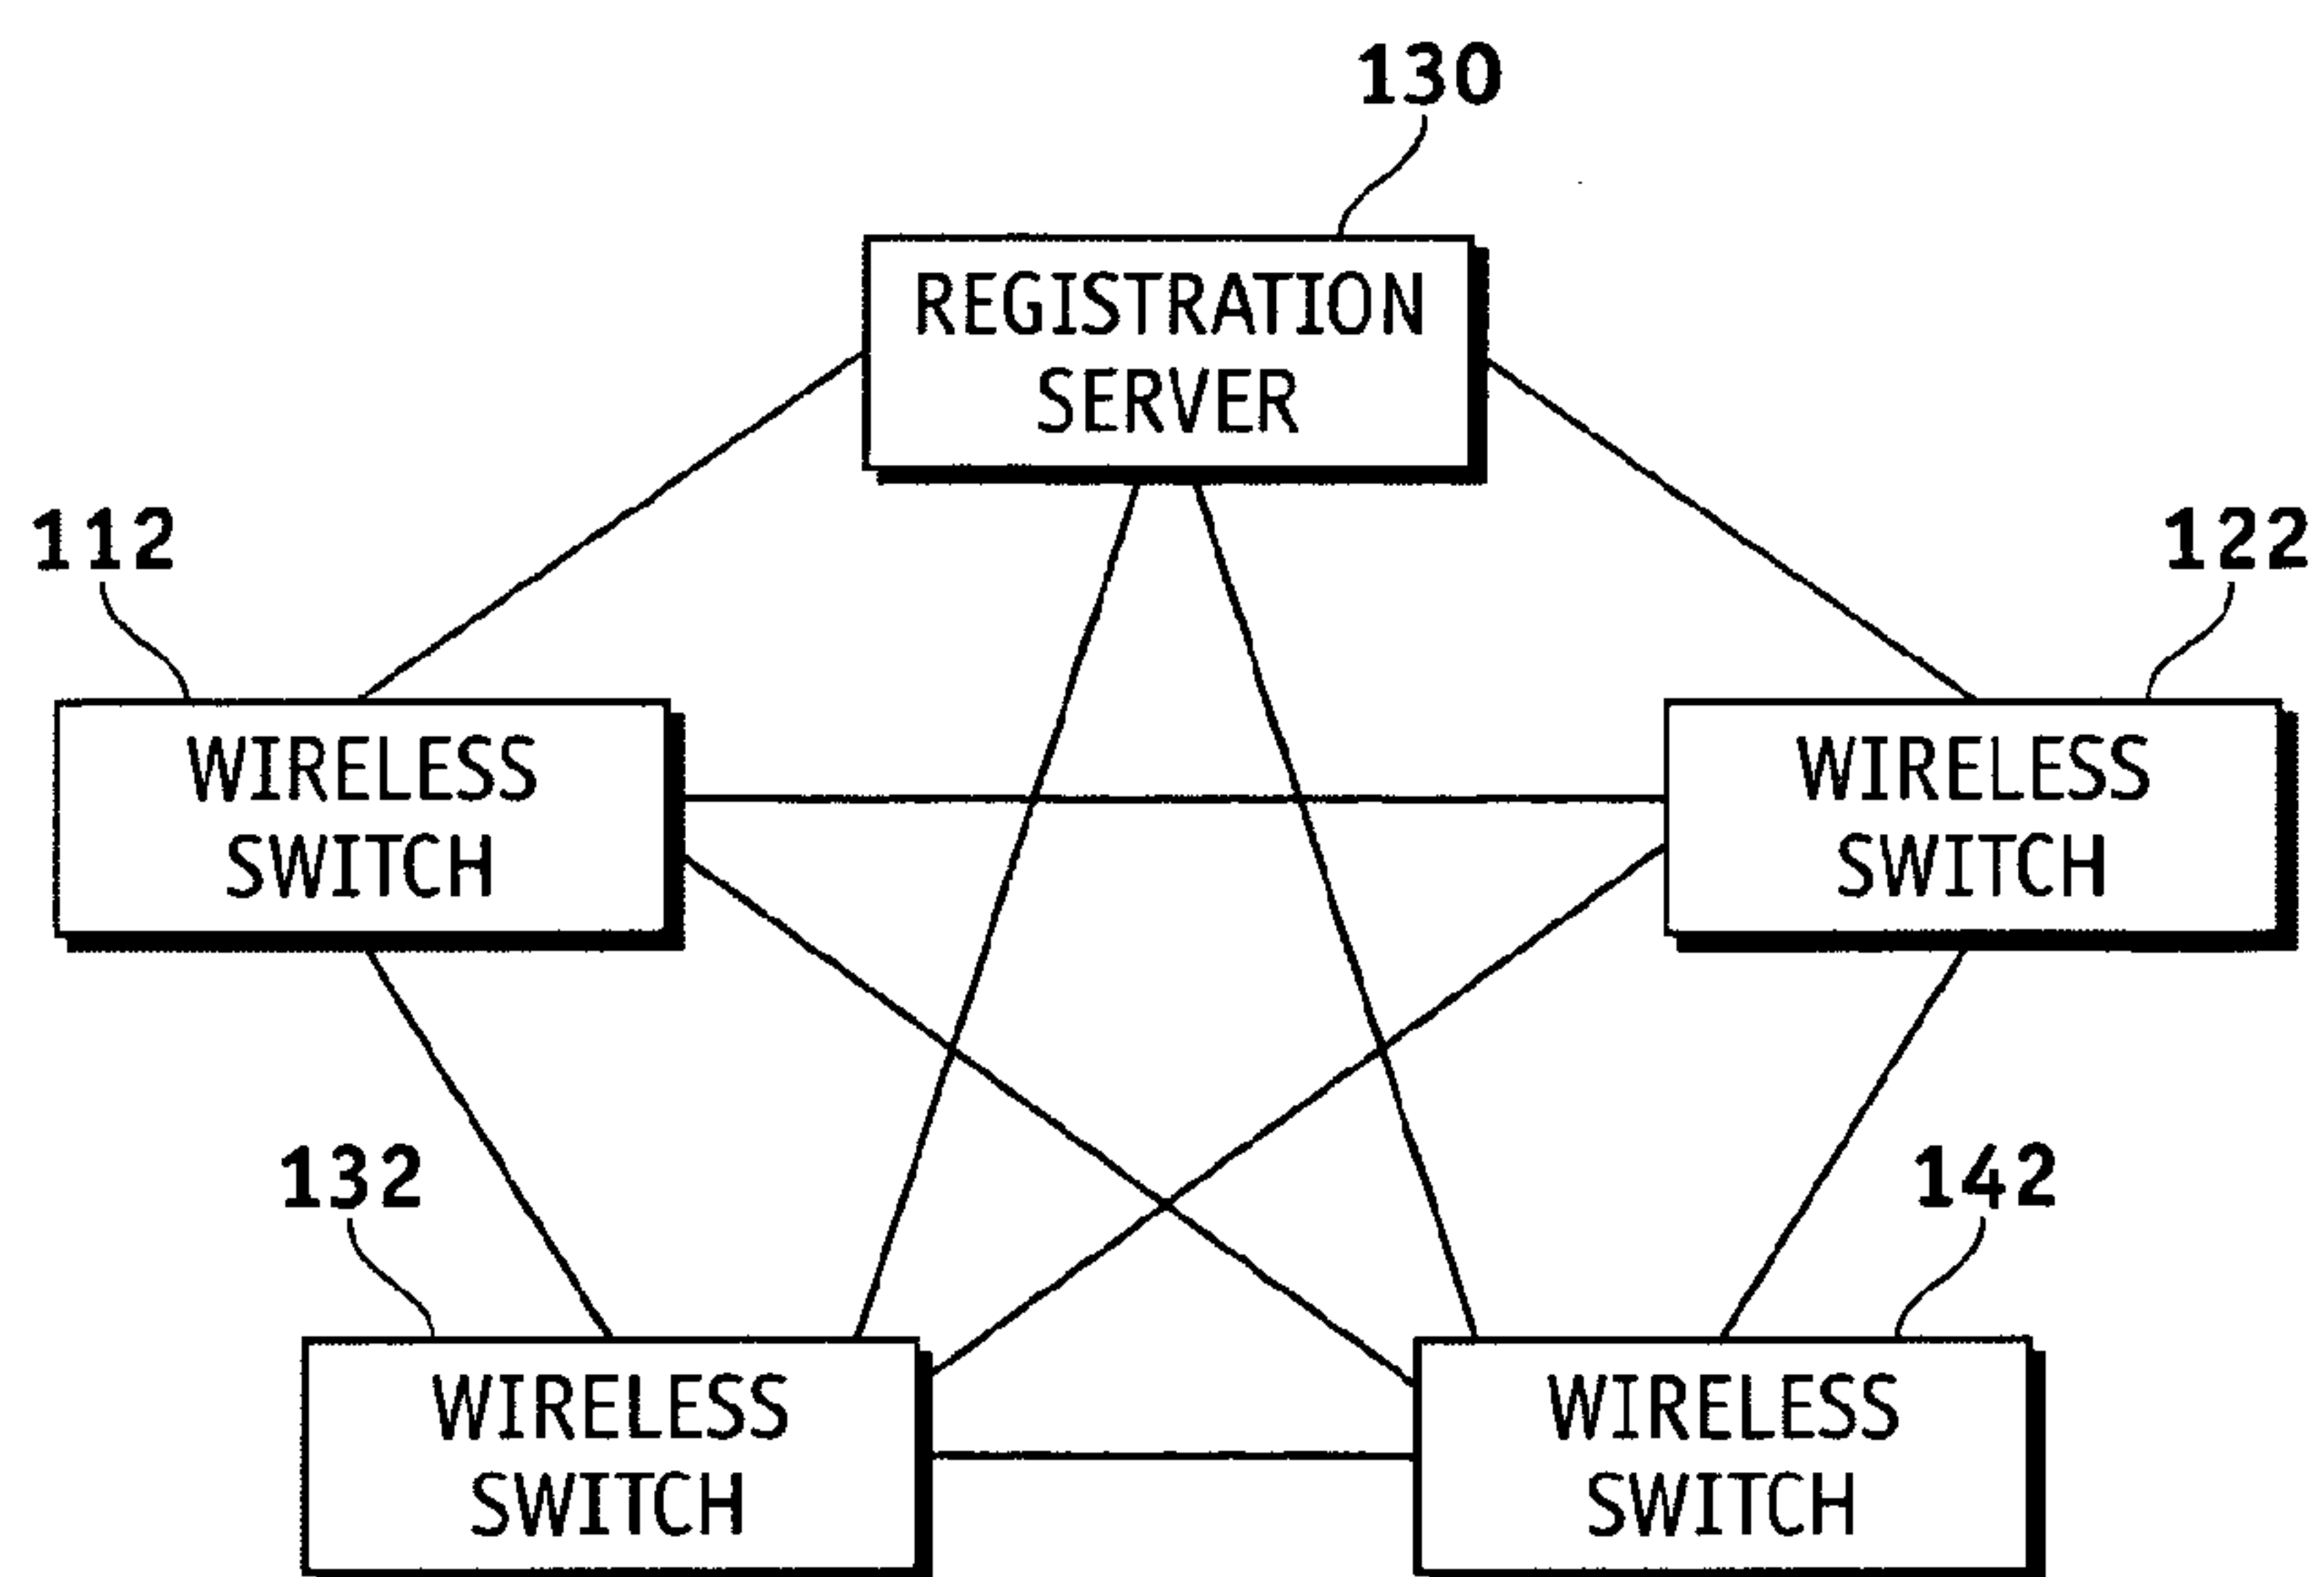 130
REGISTRATION
SERVER
112
122
WIRELESS
SWITCH
WIRELESS
SWITCH
132
142
WIRELESS
SWITCH
WIRELESS
SWITCH